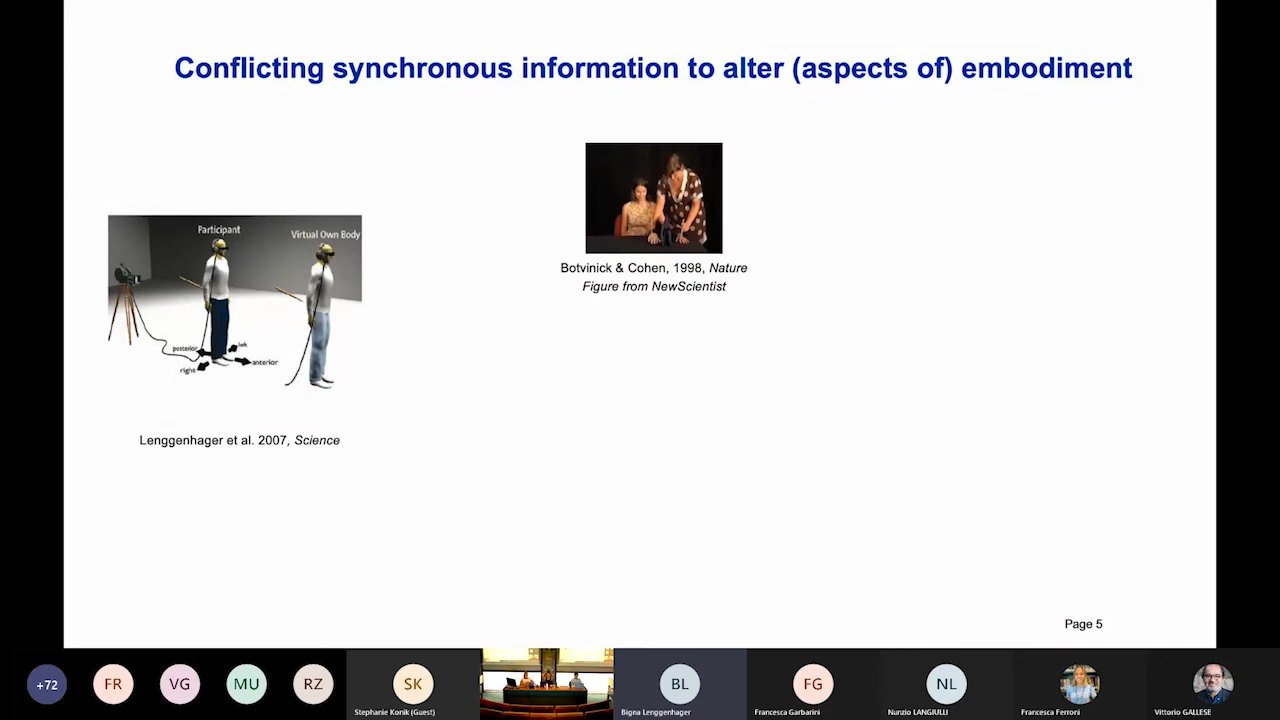 Conflicting synchronous information to alter (aspects of) embodiment
Participant
Virtual Own Body
posterior
left
anterior
right
Botvinick & Cohen, 1998, Nature
Figure from NewScientist
Lenggenhager et al. 2007, Science
Page 5
+72
FR
VG
MU
RZ
SK
BL
FG
NL
Stephanie Konik (Guest)
Bigna Lenggenhager
Francesca Garbarini
Nunzio LANGIULLI
Francesca Ferroni
Vittorio GALLESE